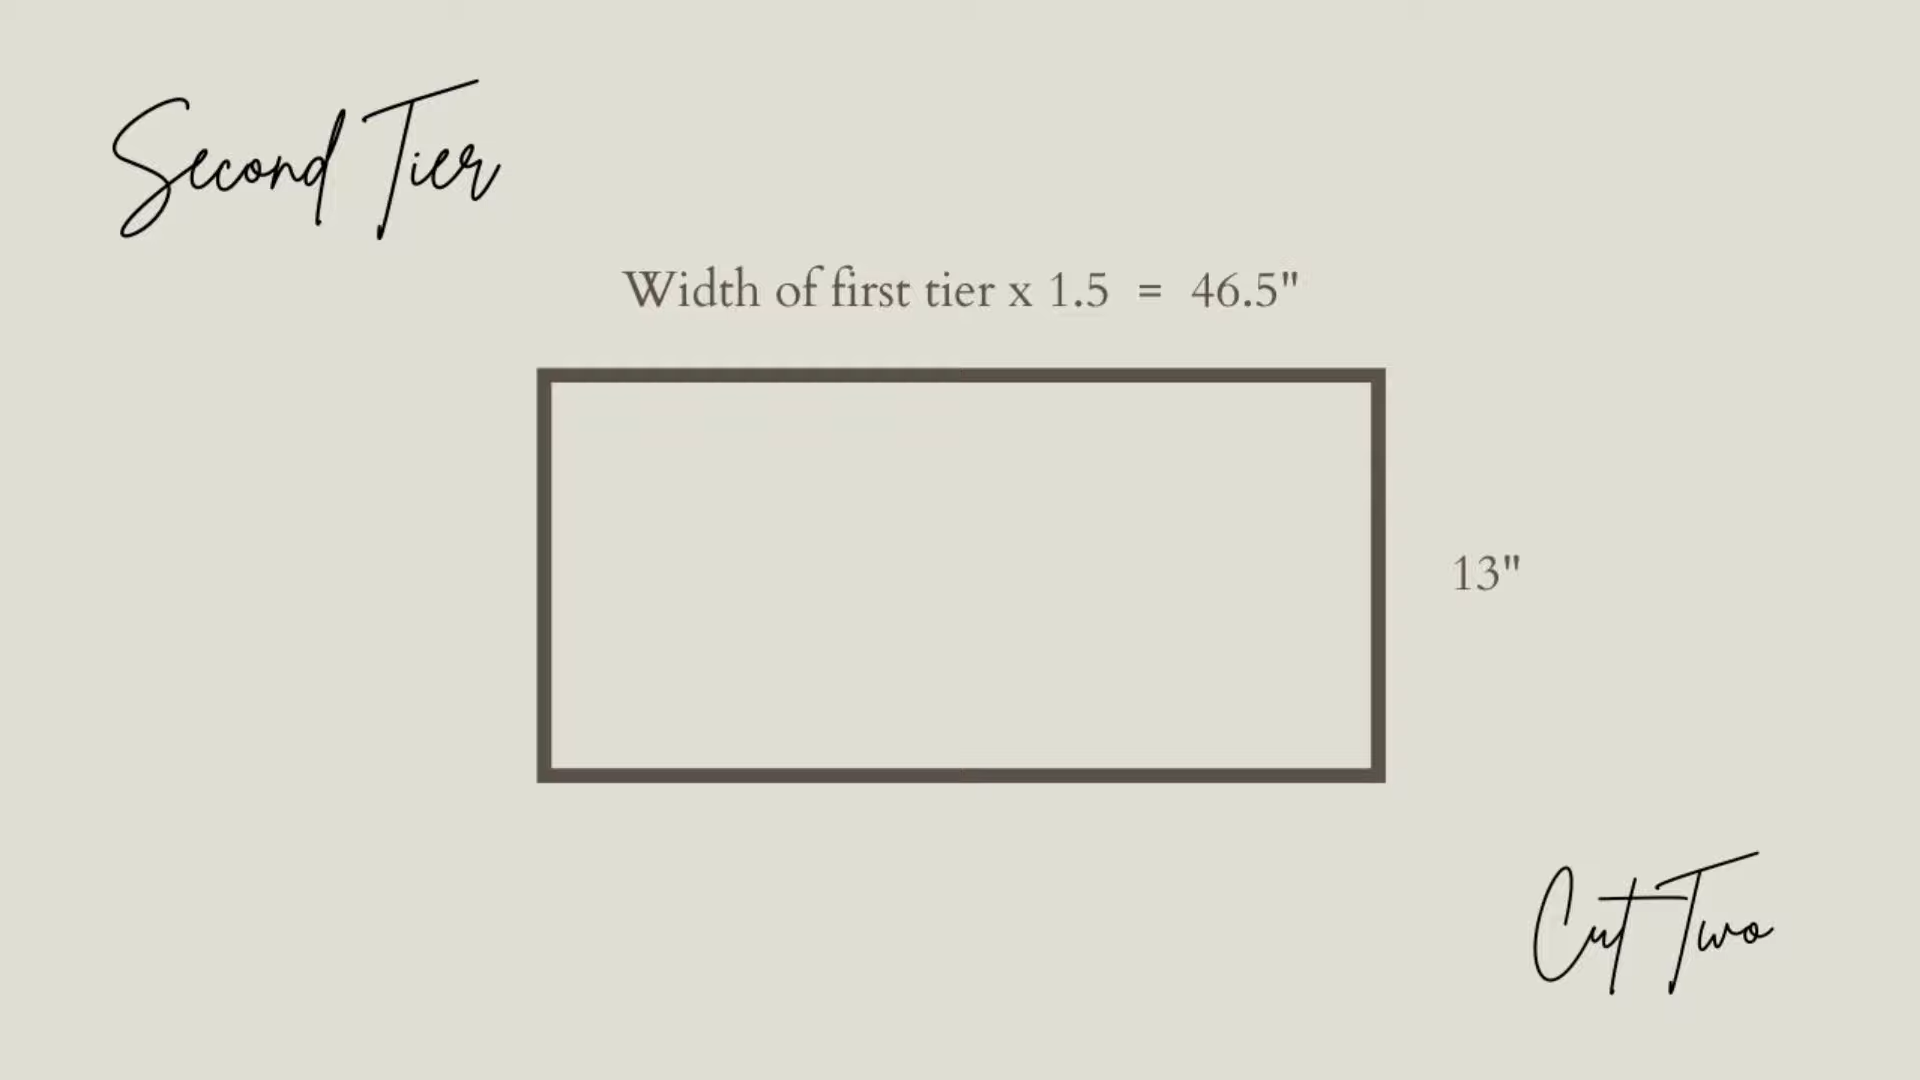 Second Tier
Width of first tier x 1.5 = 46.5"
13"
Cut Two